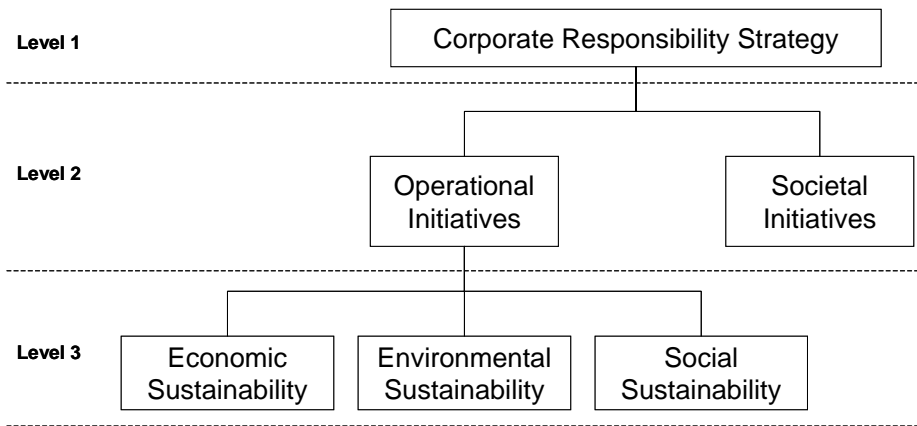 Level 1
Corporate Responsibility Strategy
Level 2
Operational
Initiatives
Societal
Initiatives
Level 3
Economic
Sustainability
Environmental
Sustainability
Social
Sustainability